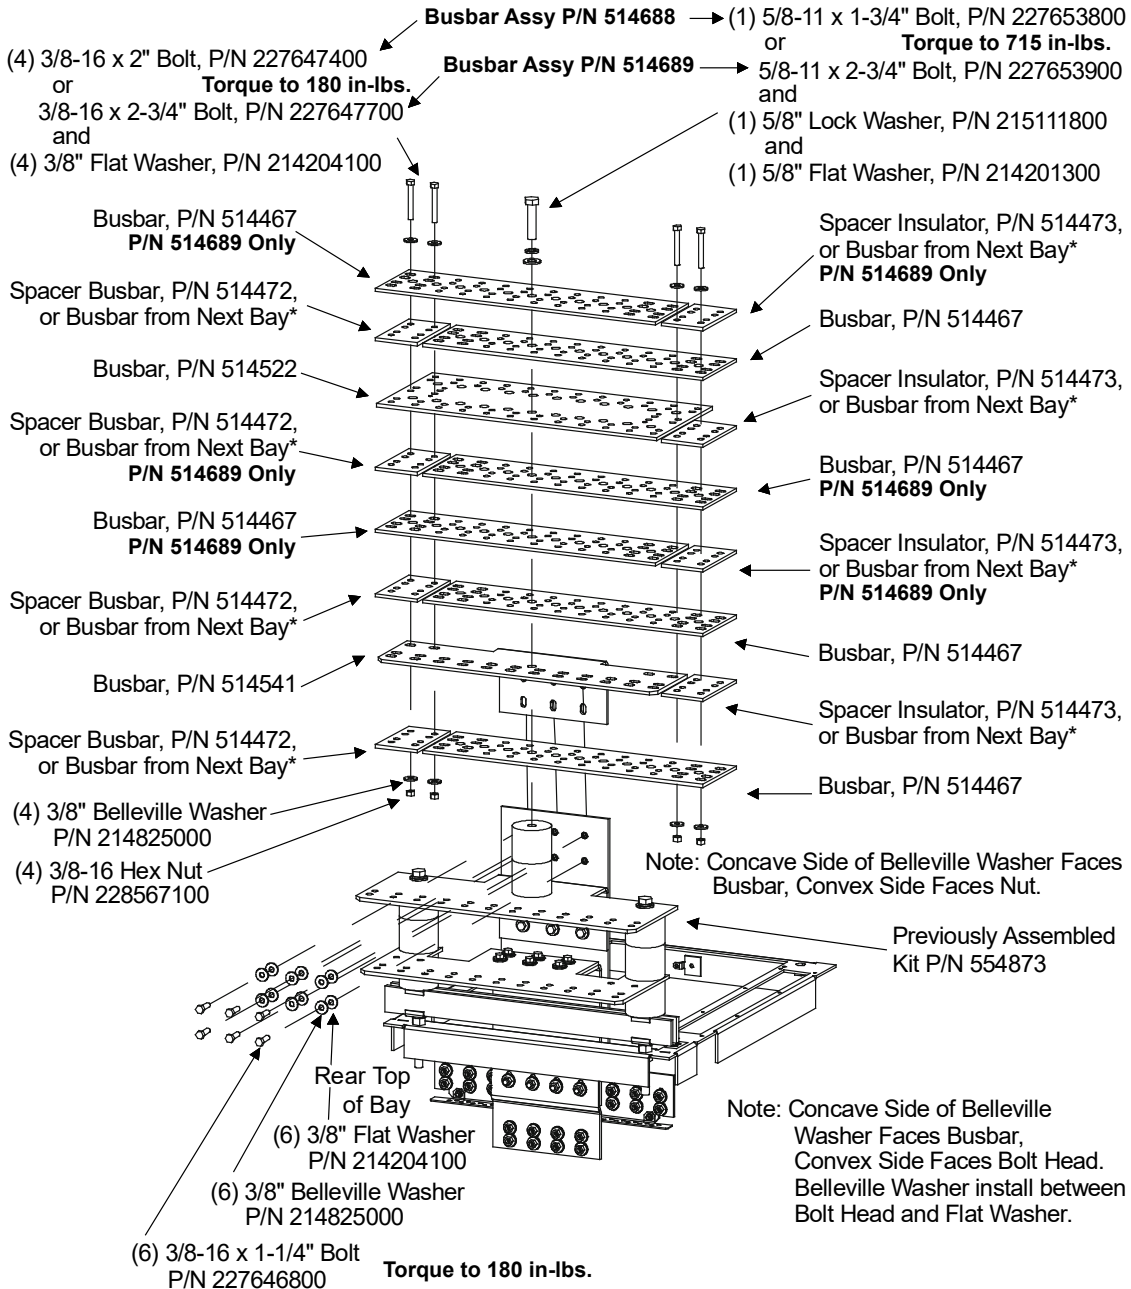 Busbar Assy P/N 514688
(1) 5/8-11 x 1-3/4" Bolt, P/N 227653800
or
Torque to 715 in-lbs.
5/8-11 x 2-3/4" Bolt, P/N 227653900
and
(1) 5/8" Lock Washer, P/N 215111800
and
(1) 5/8" Flat Washer, P/N 214201300
(4) 3/8-16 x 2" Bolt, P/N 227647400
or
Torque to 180 in-lbs.
Busbar Assy P/N 514689
3/8-16 x 2-3/4" Bolt, P/N 227647700
and
(4) 3/8" Flat Washer, P/N 214204100
Busbar, P/N 514467
P/N 514689 Only
Spacer Busbar, P/N 514472,
or Busbar from Next Bay*
Busbar, P/N 514522
Spacer Busbar, P/N 514472,
or Busbar from Next Bay*
P/N 514689 Only
Busbar, P/N 514467
P/N 514689 Only
Spacer Busbar, P/N 514472,
or Busbar from Next Bay*
Busbar, P/N 514541
Spacer Busbar, P/N 514472,
or Busbar from Next Bay*
(4) 3/8" Belleville Washer
P/N 214825000
(4) 3/8-16 Hex Nut
P/N 228567100
Spacer Insulator, P/N 514473,
or Busbar from Next Bay*
P/N 514689 Only
Busbar, P/N 514467
Spacer Insulator, P/N 514473,
or Busbar from Next Bay*
Busbar, P/N 514467
P/N 514689 Only
Spacer Insulator, P/N 514473,
or Busbar from Next Bay*
P/N 514689 Only
Busbar, P/N 514467
Spacer Insulator, P/N 514473,
or Busbar from Next Bay*
Busbar, P/N 514467
Note: Concave Side of Belleville Washer Faces
Busbar, Convex Side Faces Nut.
Previously Assembled
Kit P/N 554873
Rear Top
of Bay
(6) 3/8" Flat Washer
P/N 214204100
(6) 3/8" Belleville Washer
P/N 214825000
(6) 3/8-16 x 1-1/4" Bolt
P/N 227646800
Torque to 180 in-lbs.
Note: Concave Side of Belleville
Washer Faces Busbar,
Convex Side Faces Bolt Head.
Belleville Washer install between
Bolt Head and Flat Washer.